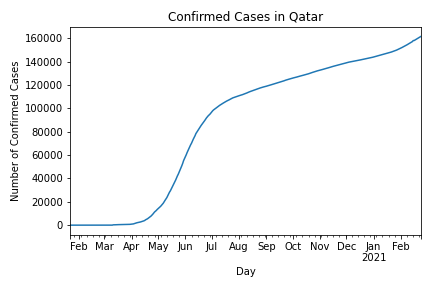 Confirmed Cases in Qatar
Number of Confirmed Cases
160000
140000
120000
100000
80000
60000
40000
20000
0
Feb Mar Apr May Jun Jul Aug Sep Oct Nov Dec Jan Feb
2021
Day